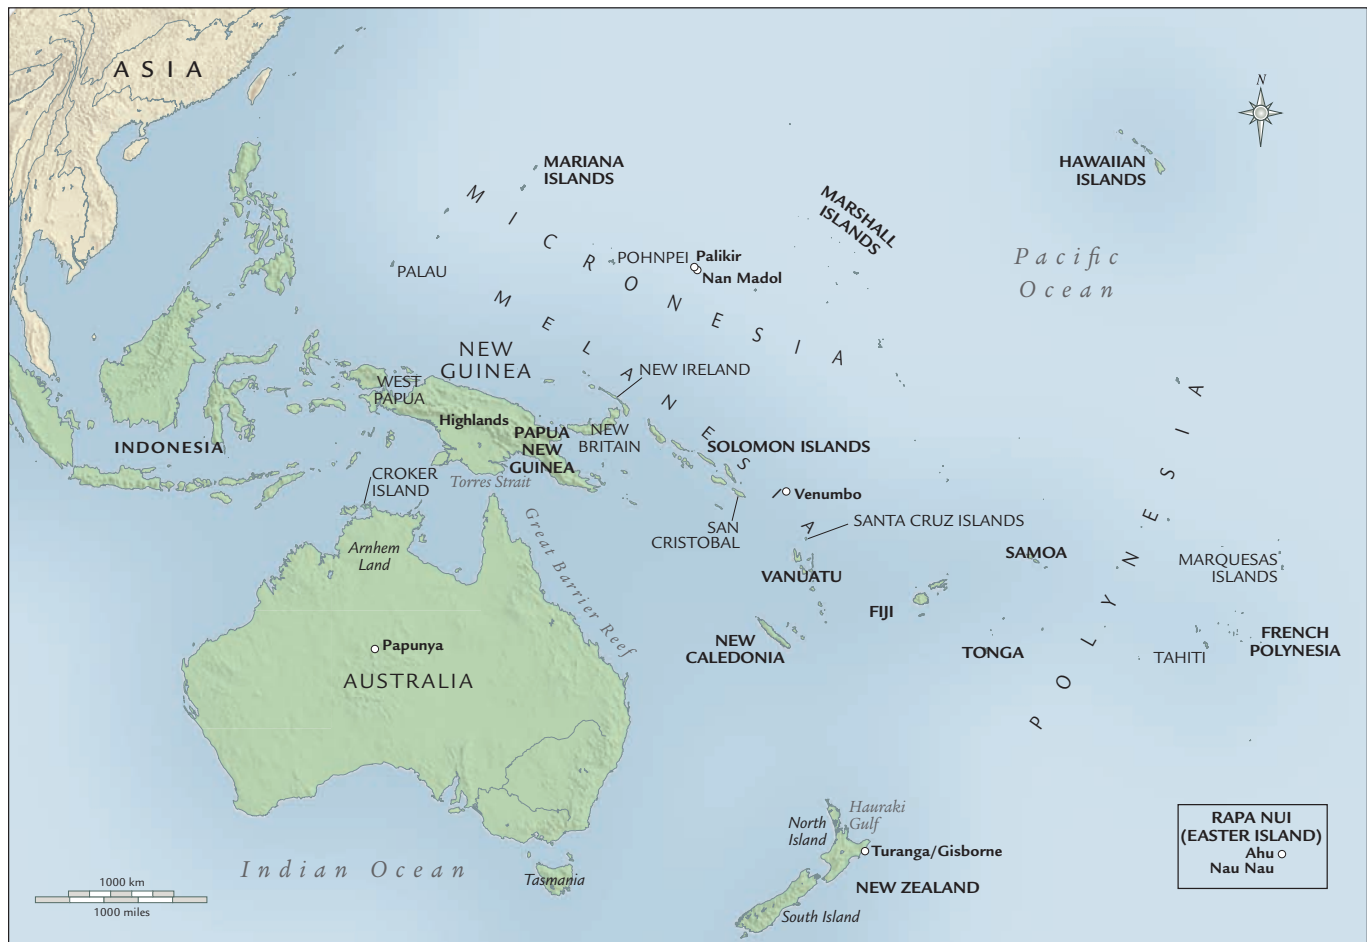 ASIA
N
MARIANA
ISLANDS
HAWAIIAN
ISLANDS
MARSHALL
ISLANDS
MICRONESIA
Pacific
Ocean
POHNPEI
Palikir
Nan Madol
PALAU
MELANESIA
NEW
GUINEA
NEW IRELAND
WEST
PAPUA
Highlands
PAPUA
NEW
GUINEA
NEW
BRITAIN
POLYNESIA
INDONESIA
SOLOMON ISLANDS
CROKER
ISLAND
Torres Strait
Venumbo
SAN
CRISTOBAL
SANTA CRUZ ISLANDS
Great Barrier Reef
Arnhem
Land
SAMOA
MARQUESAS
ISLANDS
VANUATU
FIJI
Papunya
AUSTRALIA
NEW
CALEDONIA
TONGA
TAHITI
FRENCH
POLYNESIA
Hauraki
Gulf
North
Island
Turanga/Gisborne
NEW ZEALAND
South Island
RAPA NUI
(EASTER ISLAND)
Ahu
Nau Nau
Indian Ocean
Tasmania
1000 km
1000 miles